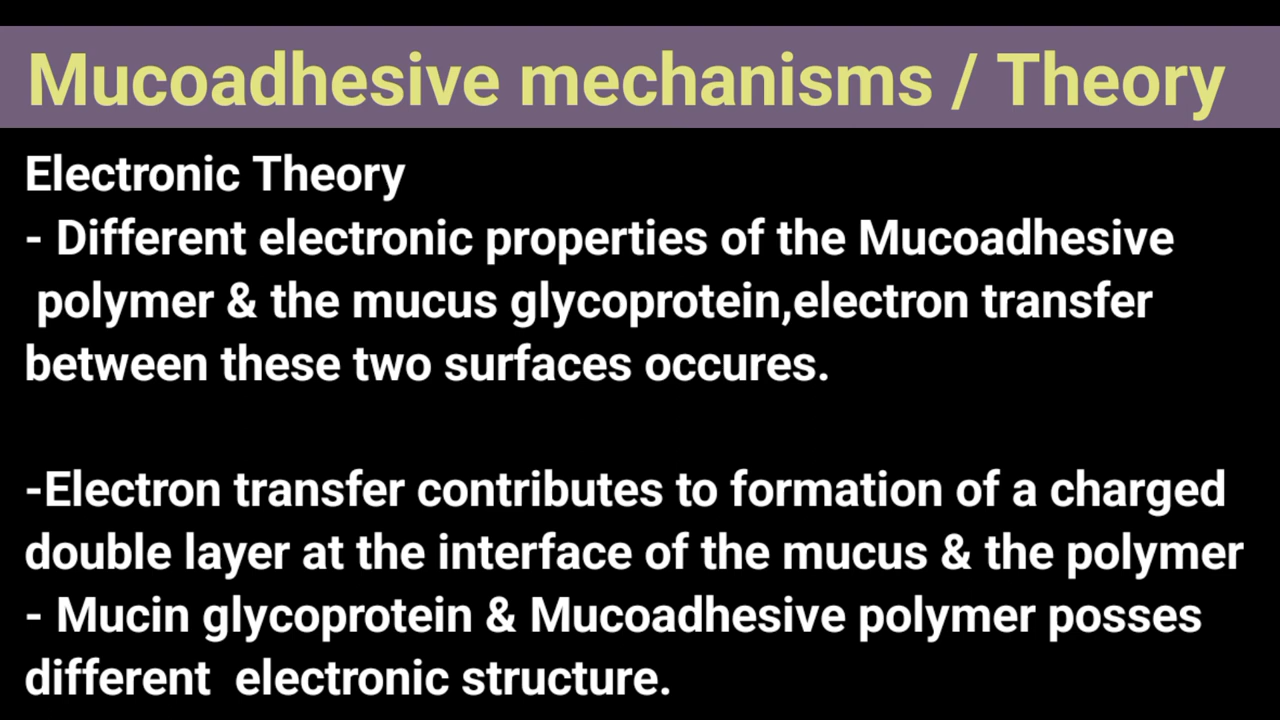 Mucoadhesive mechanisms / Theory
Electronic Theory
- Different electronic properties of the Mucoadhesive
polymer & the mucus glycoprotein,electron transfer
between these two surfaces occures.
-Electron transfer contributes to formation of a charged
double layer at the interface of the mucus & the polymer
- Mucin glycoprotein & Mucoadhesive polymer posses
different  electronic structure.